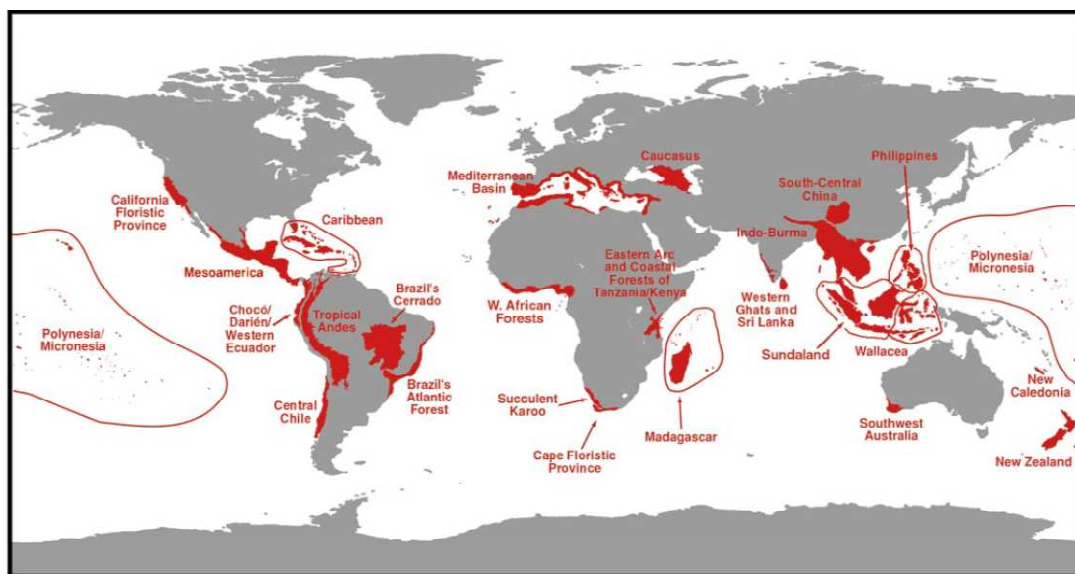 Philippines
Caucasus
Mediterranean
Basin
South-Central
China
California
Floristic
Province
Caribbean
Indo-Burma
Mesoamerica
Eastern Arc
and Coastal
Forests of
Tanzania/Kenya
Polynesia/
Micronesia
Brazil's
Cerrado
W. African
Forests
Western
Ghats and
Sri Lanka
Chocó/
Darién/
Western
Ecuador
Tropical
Andes
Polynesia/
Micronesia
Sundaland
Wallacea
Brazil's
Atlantic
Forest
Central
Chile
Succulent
Karoo
Madagascar
New
Caledonia
Southwest
Australia
Cape Floristic
Province
New Zealand